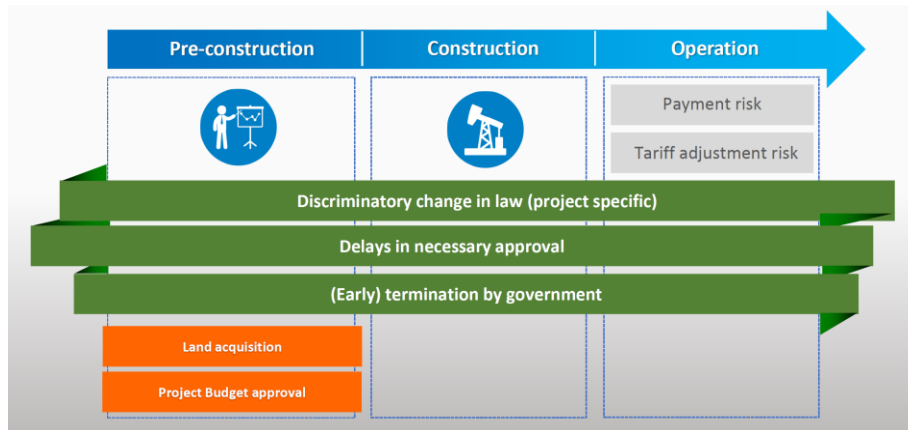 Pre-construction
Construction
Operation
Payment risk
Tariff adjustment risk
Discriminatory change in law (project specific)
Delays in necessary approval
(Early) termination by government
Land acquisition
Project Budget approval